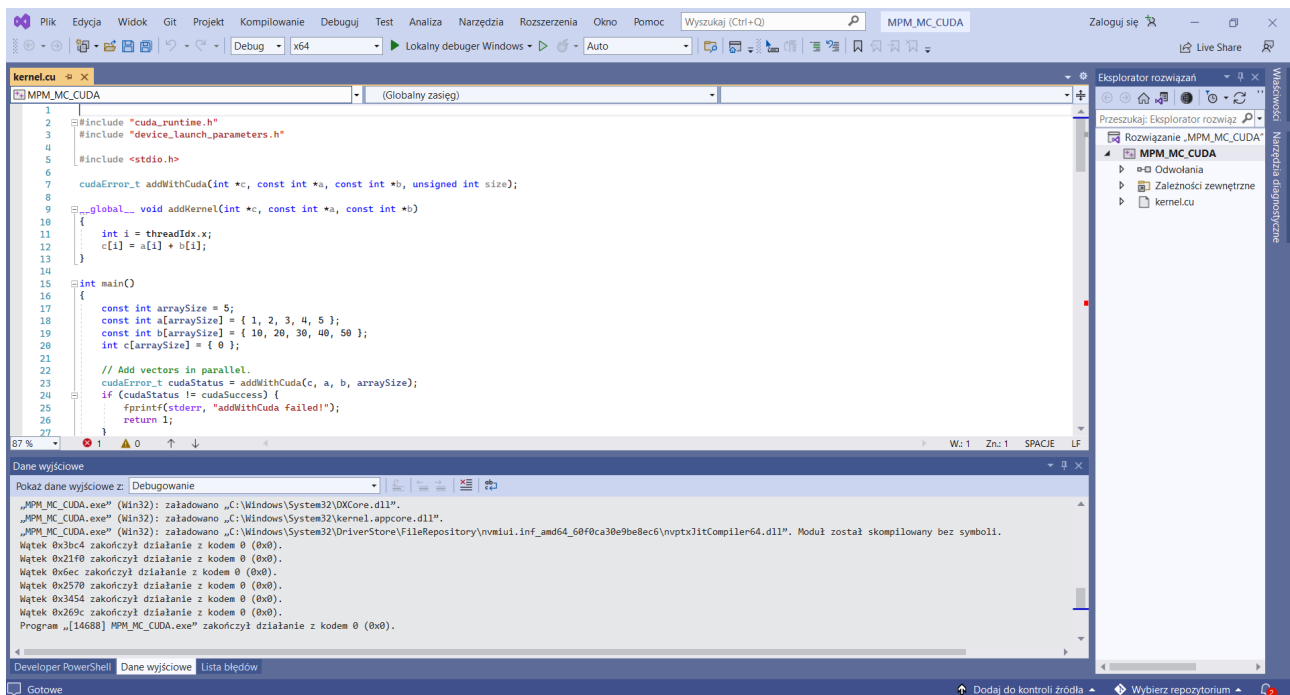 Plik Edycja Widok Git Projekt Kompilowanie Debuguj Test Analiza Narzędzia Rozszerzenia Okno Pomoc Wyszukaj (Ctrl+Q) MPM_MC_CUDA Zaloguj się
Debug x64 Lokalny debuger Windows Auto Live Share
kernel.cu
MPM_MC_CUDA (Globalny zasięg)
1
2 #include "cuda_runtime.h"
3 #include "device_launch_parameters.h"
4
5 #include <stdio.h>
6
7 cudaError_t addWithCuda(int *c, const int *a, const int *b, unsigned int size);
8
9 __global__ void addKernel(int *c, const int *a, const int *b)
10 {
11 int i = threadIdx.x;
12 c[i] = a[i] + b[i];
13 }
14
15 int main()
16 {
17 const int arraySize = 5;
18 const int a[arraySize] = { 1, 2, 3, 4, 5 };
19 const int b[arraySize] = { 10, 20, 30, 40, 50 };
20 int c[arraySize] = { 0 };
21
22 // Add vectors in parallel.
23 cudaError_t cudaStatus = addWithCuda(c, a, b, arraySize);
24 if (cudaStatus != cudaSuccess) {
25 fprintf(stderr, "addWithCuda failed!");
26 return 1;
27 }
87 % 1 0 W.: 1 Zn.: 1 SPACJE LF
Dane wyjściowe
Pokaż dane wyjściowe z: Debugowanie
„MPM_MC_CUDA.exe” (Win32): załadowano „C:\Windows\System32\DXCore.dll”.
„MPM_MC_CUDA.exe” (Win32): załadowano „C:\Windows\System32\kernel.appcore.dll”.
„MPM_MC_CUDA.exe” (Win32): załadowano „C:\Windows\System32\DriverStore\FileRepository\nvmiui.inf_amd64_60f0ca30e9be8ec6\nvptxJitCompiler64.dll”. Moduł został skompilowany bez symboli.
Wątek 0x3bc4 zakończył działanie z kodem 0 (0x0).
Wątek 0x21f0 zakończył działanie z kodem 0 (0x0).
Wątek 0x6ec zakończył działanie z kodem 0 (0x0).
Wątek 0x2570 zakończył działanie z kodem 0 (0x0).
Wątek 0x3454 zakończył działanie z kodem 0 (0x0).
Wątek 0x269c zakończył działanie z kodem 0 (0x0).
Program „[14688] MPM_MC_CUDA.exe” zakończył działanie z kodem 0 (0x0).
Developer PowerShell Dane wyjściowe Lista błędów
Eksplorator rozwiązań
Przeszukaj: Eksplorator rozwiąz
Rozwiązanie „MPM_MC_CUDA”
MPM_MC_CUDA
Odwołania
Zależności zewnętrzne
kernel.cu
Właściwości
Narzędzia diagnostyczne
Gotowe Dodaj do kontroli źródła Wybierz repozytorium 2